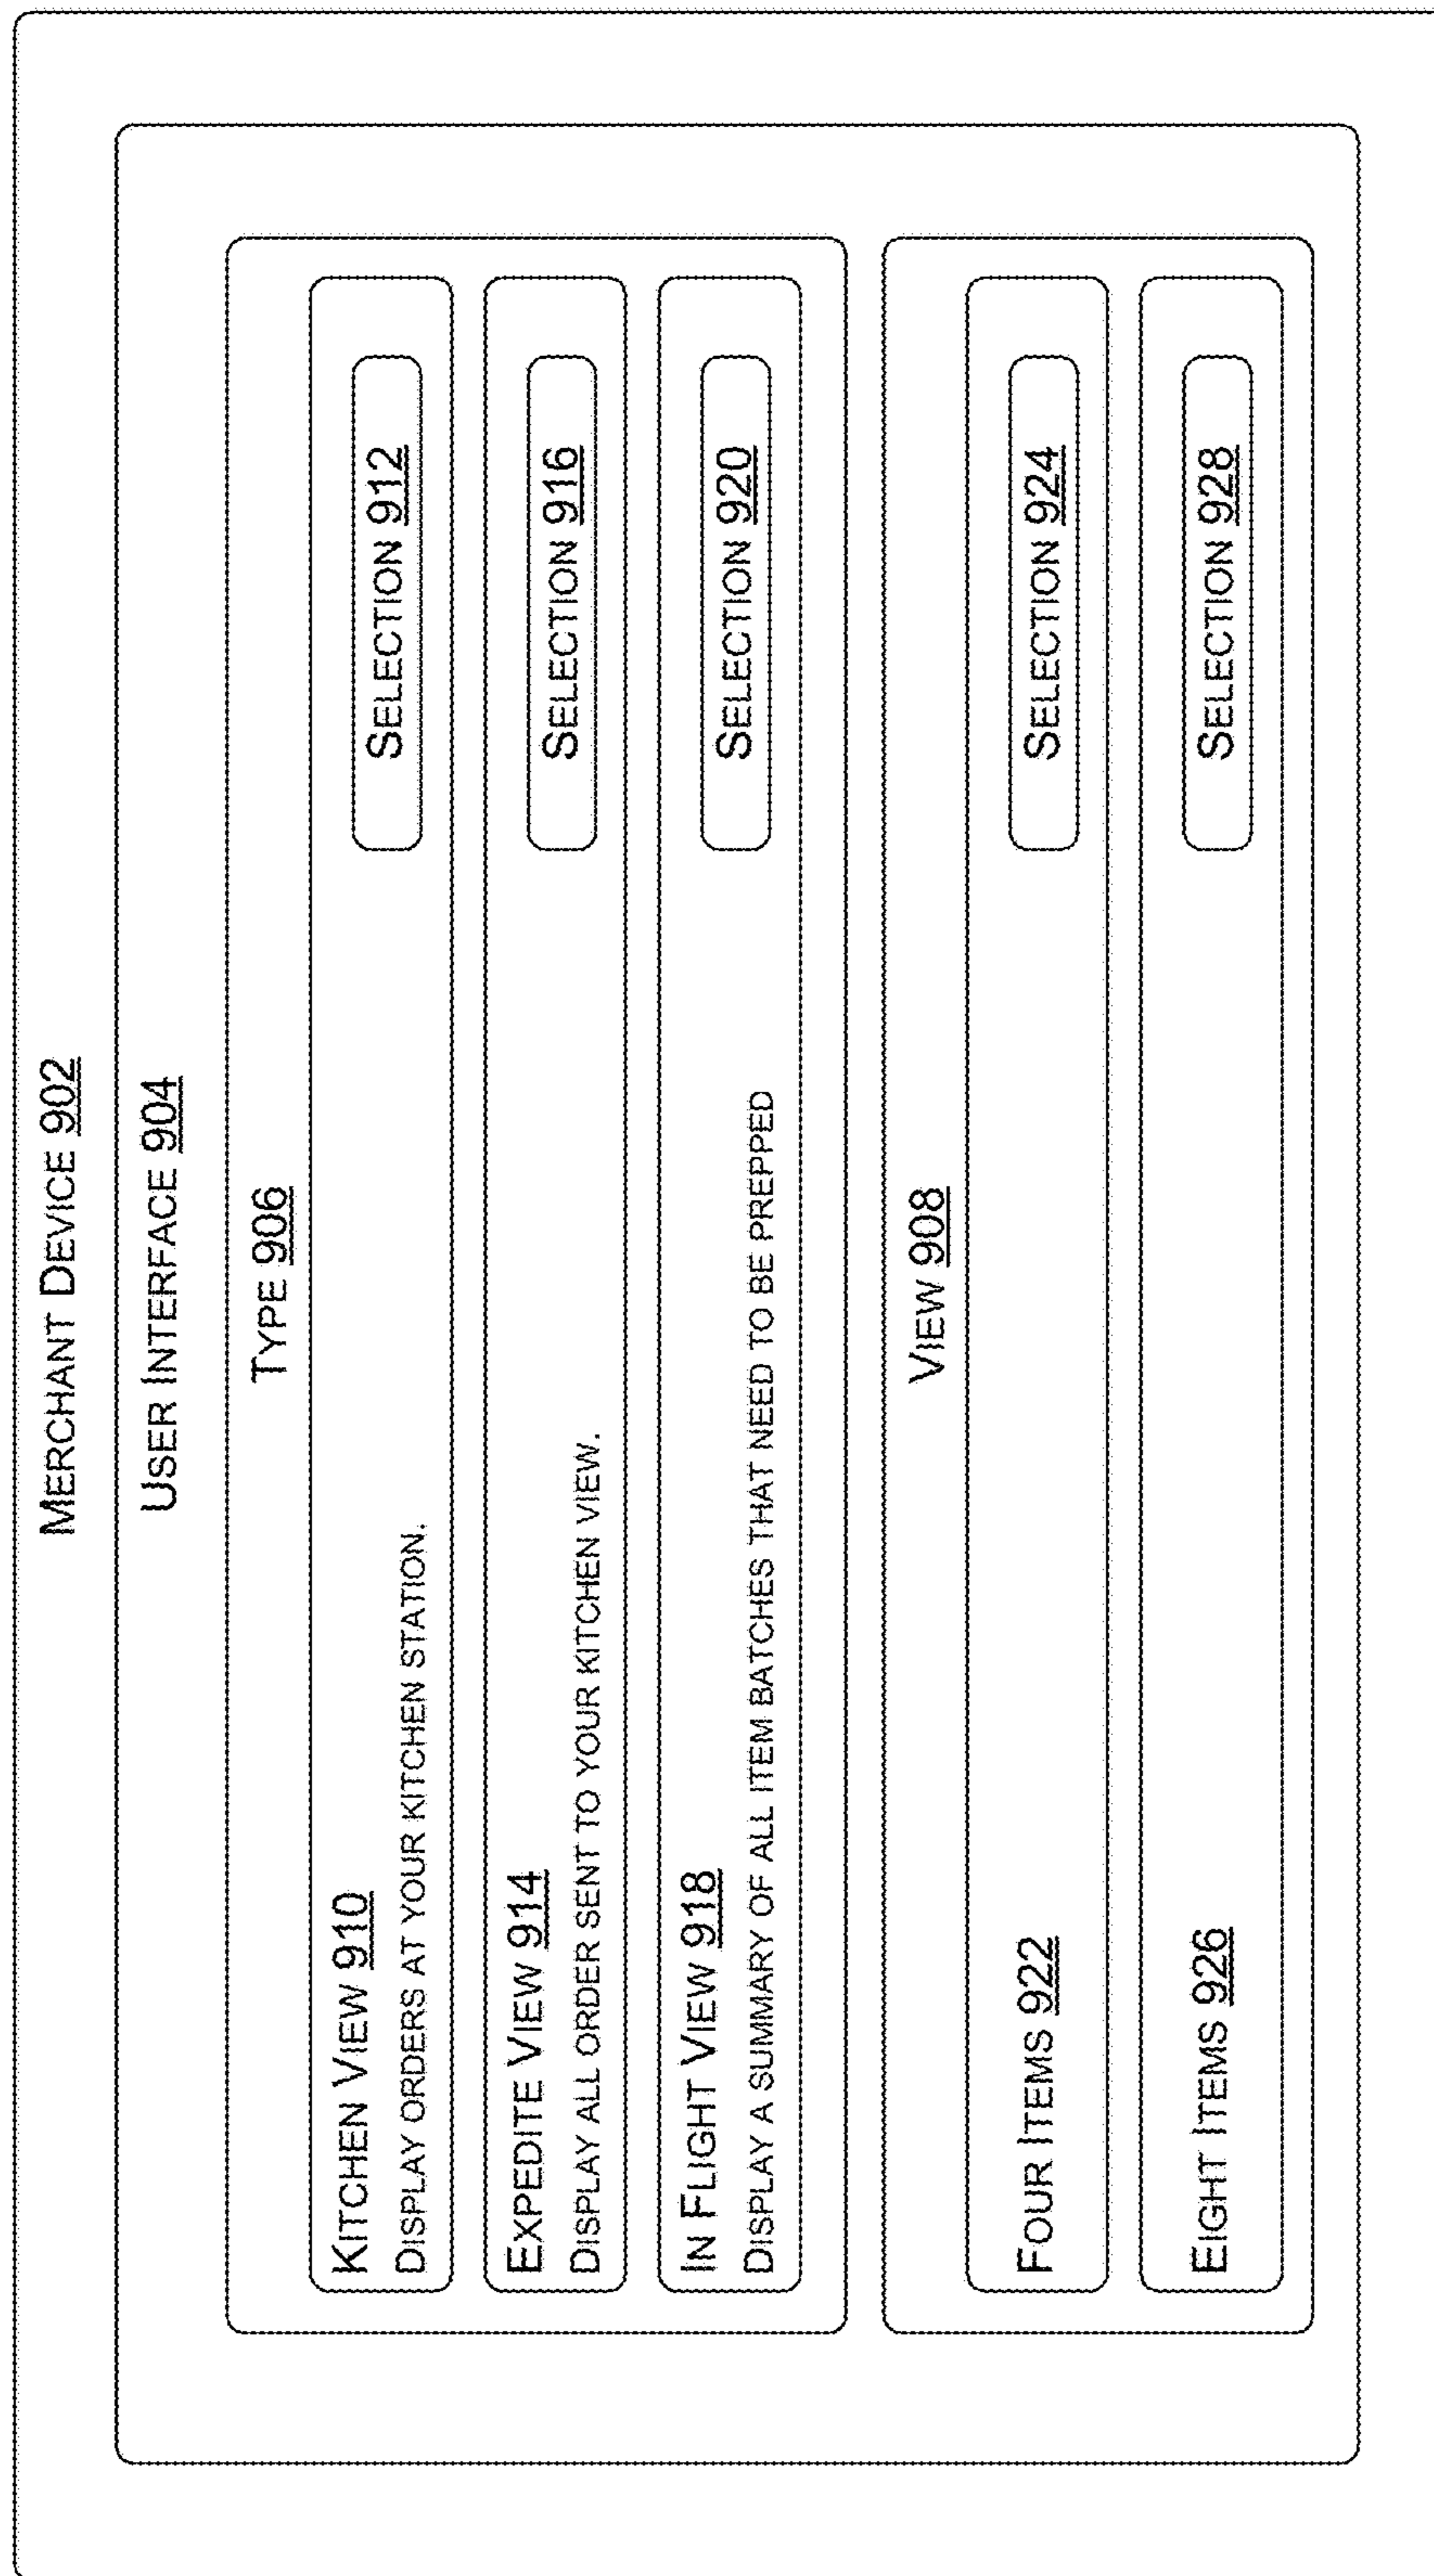 MERCHANT DEVICE 902
USER INTERFACE 904
TYPE 906
KITCHEN VIEW 910
DISPLAY ORDERS AT YOUR KITCHEN STATION.
SELECTION 912
EXPEDITE VIEW 914
DISPLAY ALL ORDER SENT TO YOUR KITCHEN VIEW.
SELECTION 916
IN FLIGHT VIEW 918
DISPLAY A SUMMARY OF ALL ITEM BATCHES THAT NEED TO BE PREPPED
SELECTION 920
VIEW 908
FOUR ITEMS 922
SELECTION 924
EIGHT ITEMS 926
SELECTION 928